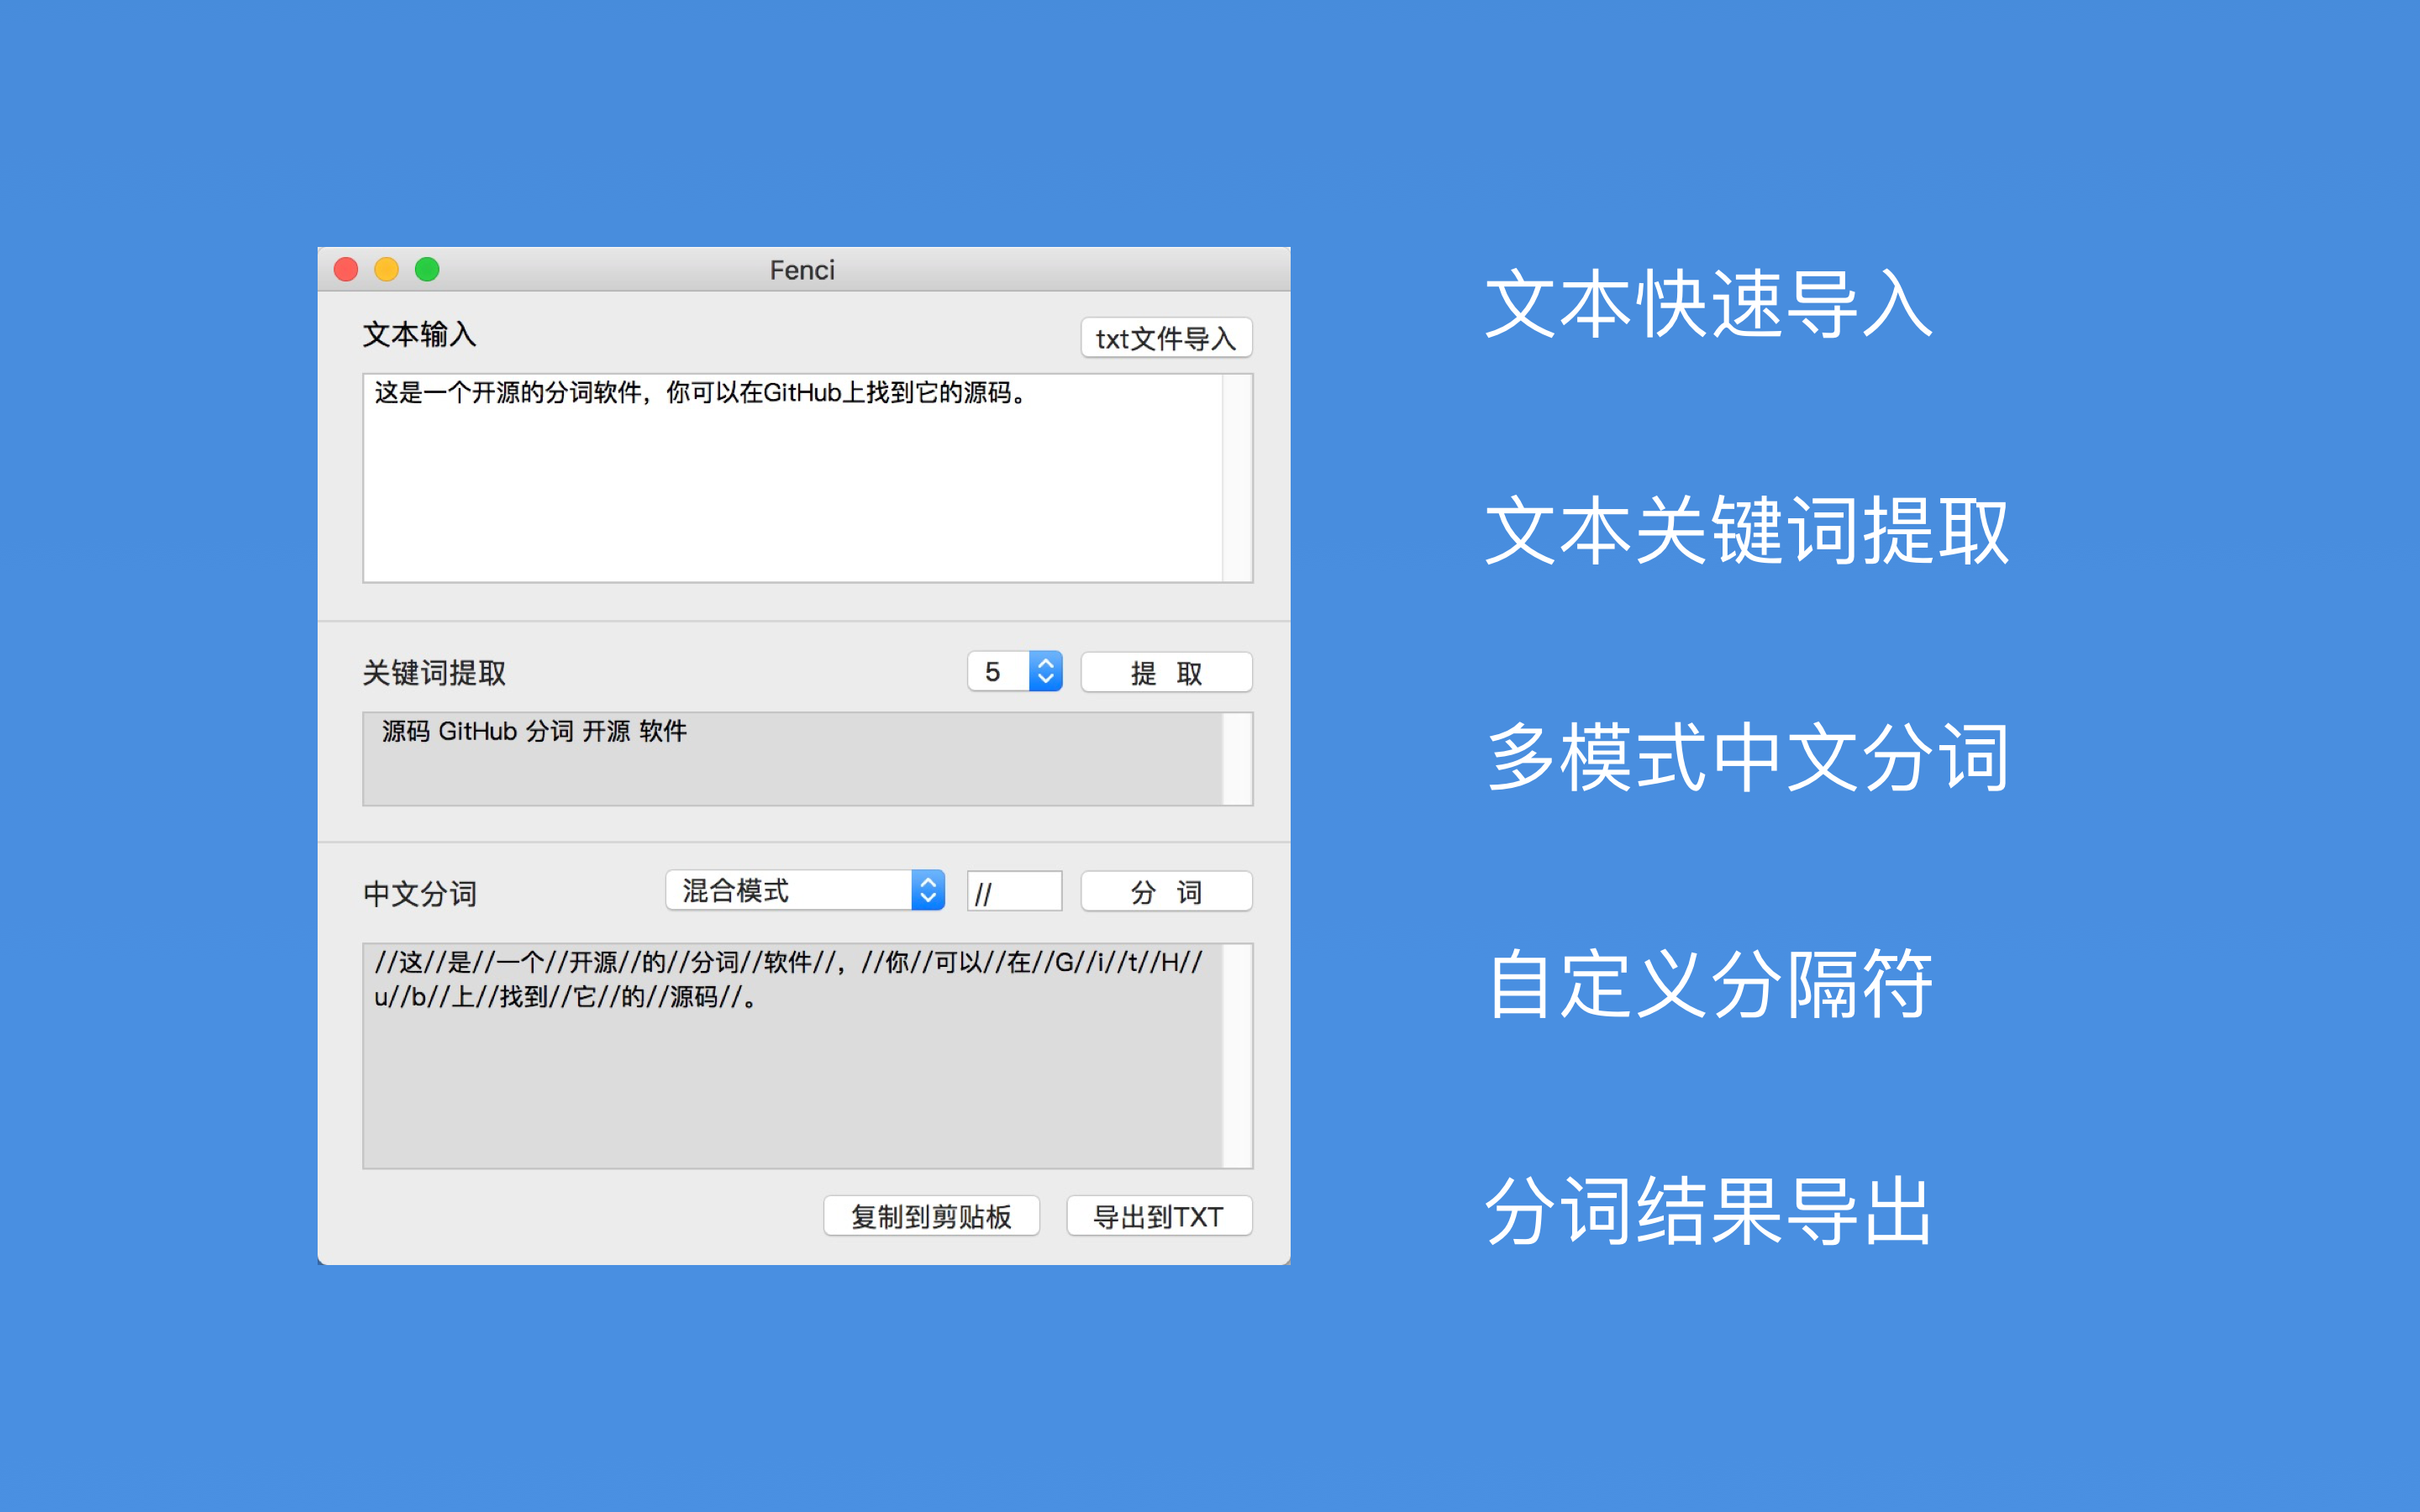 Fenci
文本输入
txt文件导入
这是一个开源的分词软件，你可以在GitHub上找到它的源码。
关键词提取
5
提 取
源码 GitHub 分词 开源 软件
中文分词
混合模式
//
分 词
//这//是//一个//开源//的//分词//软件//，//你//可以//在//G//i//t//H//
u//b//上//找到//它//的//源码//。
复制到剪贴板
导出到TXT
文本快速导入
文本关键词提取
多模式中文分词
自定义分隔符
分词结果导出